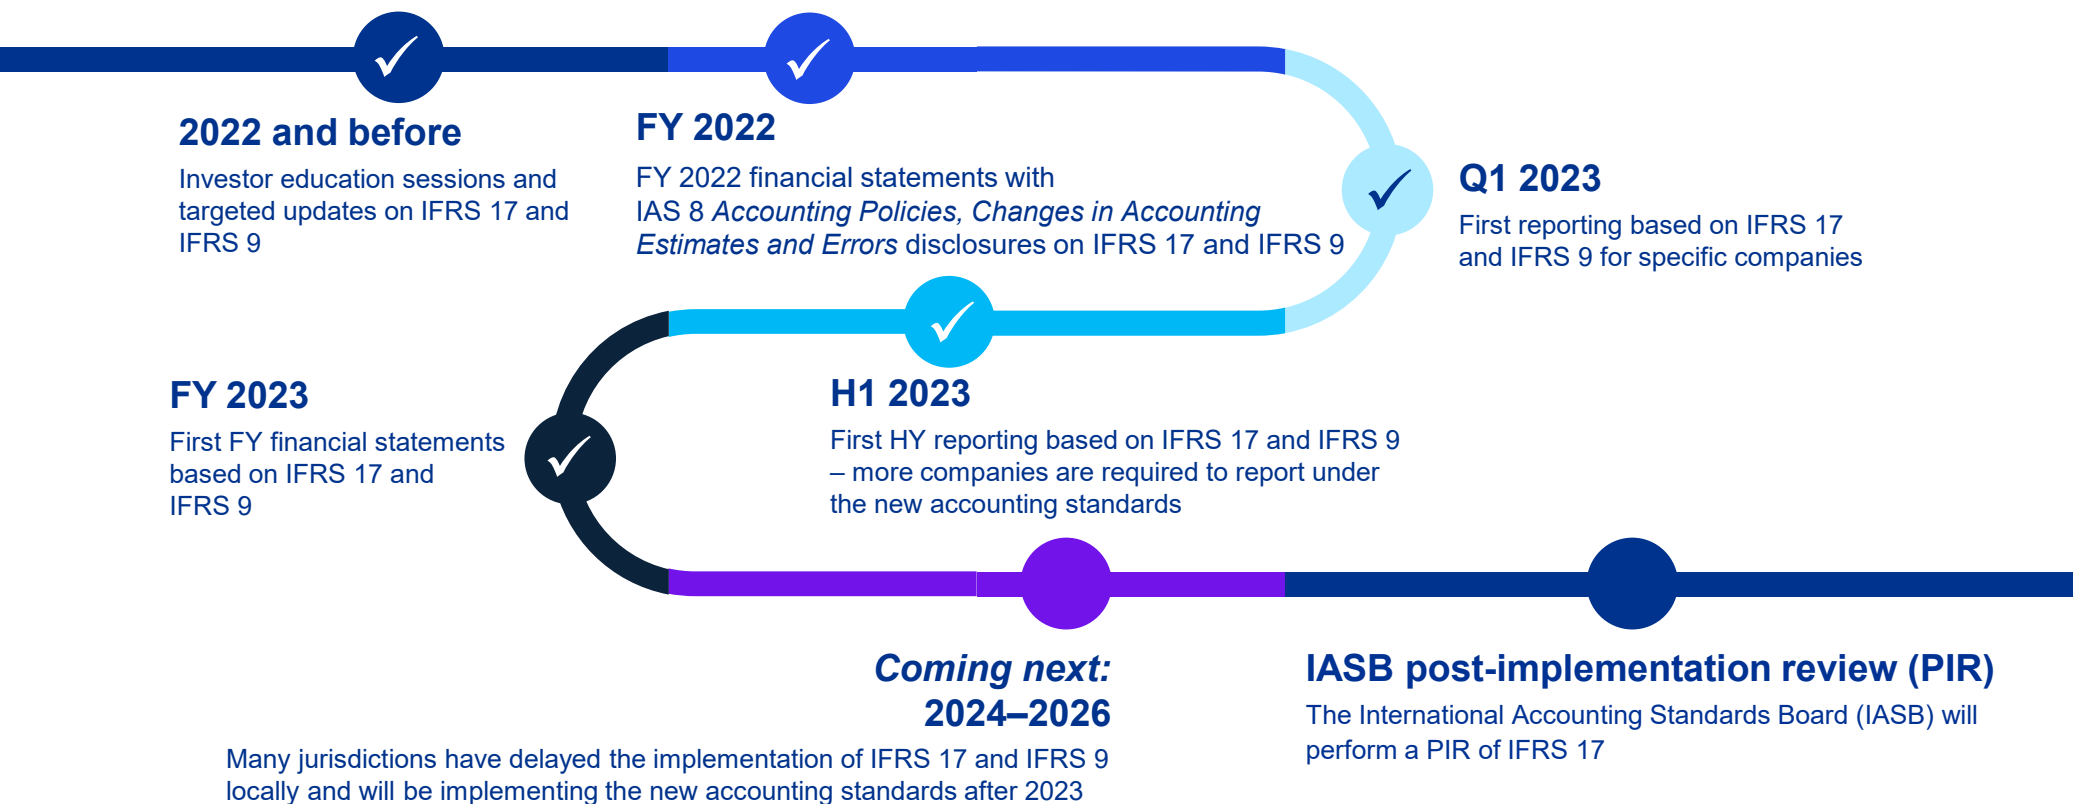 2022 and before
Investor education sessions and
targeted updates on IFRS 17 and
IFRS 9
FY 2022
FY 2022 financial statements with
IAS 8 Accounting Policies, Changes in Accounting
Estimates and Errors disclosures on IFRS 17 and IFRS 9
Q1 2023
First reporting based on IFRS 17
and IFRS 9 for specific companies
H1 2023
First HY reporting based on IFRS 17 and IFRS 9
– more companies are required to report under
the new accounting standards
FY 2023
First FY financial statements
based on IFRS 17 and
IFRS 9
Coming next:
2024–2026
Many jurisdictions have delayed the implementation of IFRS 17 and IFRS 9
locally and will be implementing the new accounting standards after 2023
IASB post-implementation review (PIR)
The International Accounting Standards Board (IASB) will
perform a PIR of IFRS 17